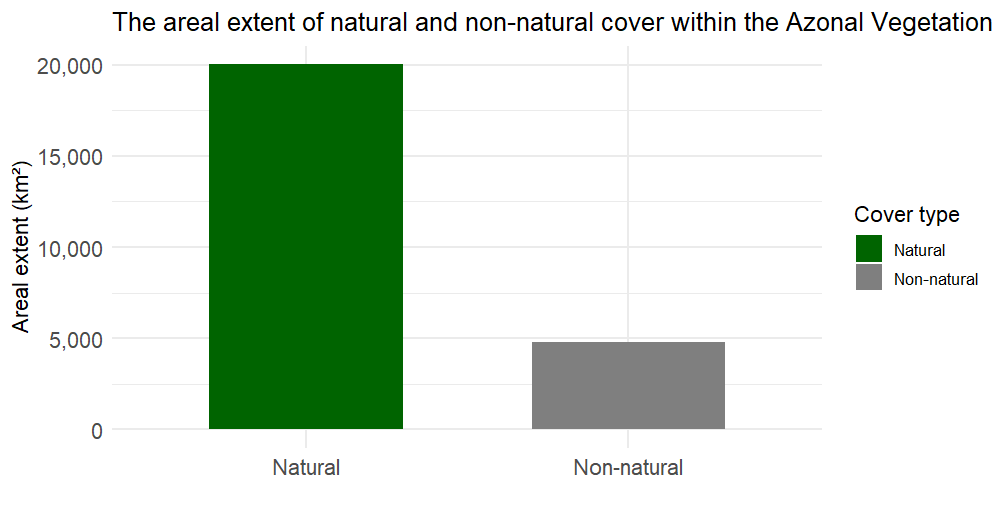 The areal extent of natural and non-natural cover within the Azonal Vegetation
Areal extent (km²)
20,000
15,000
10,000
5,000
0
Natural
Non-natural
Cover type
Natural
Non-natural